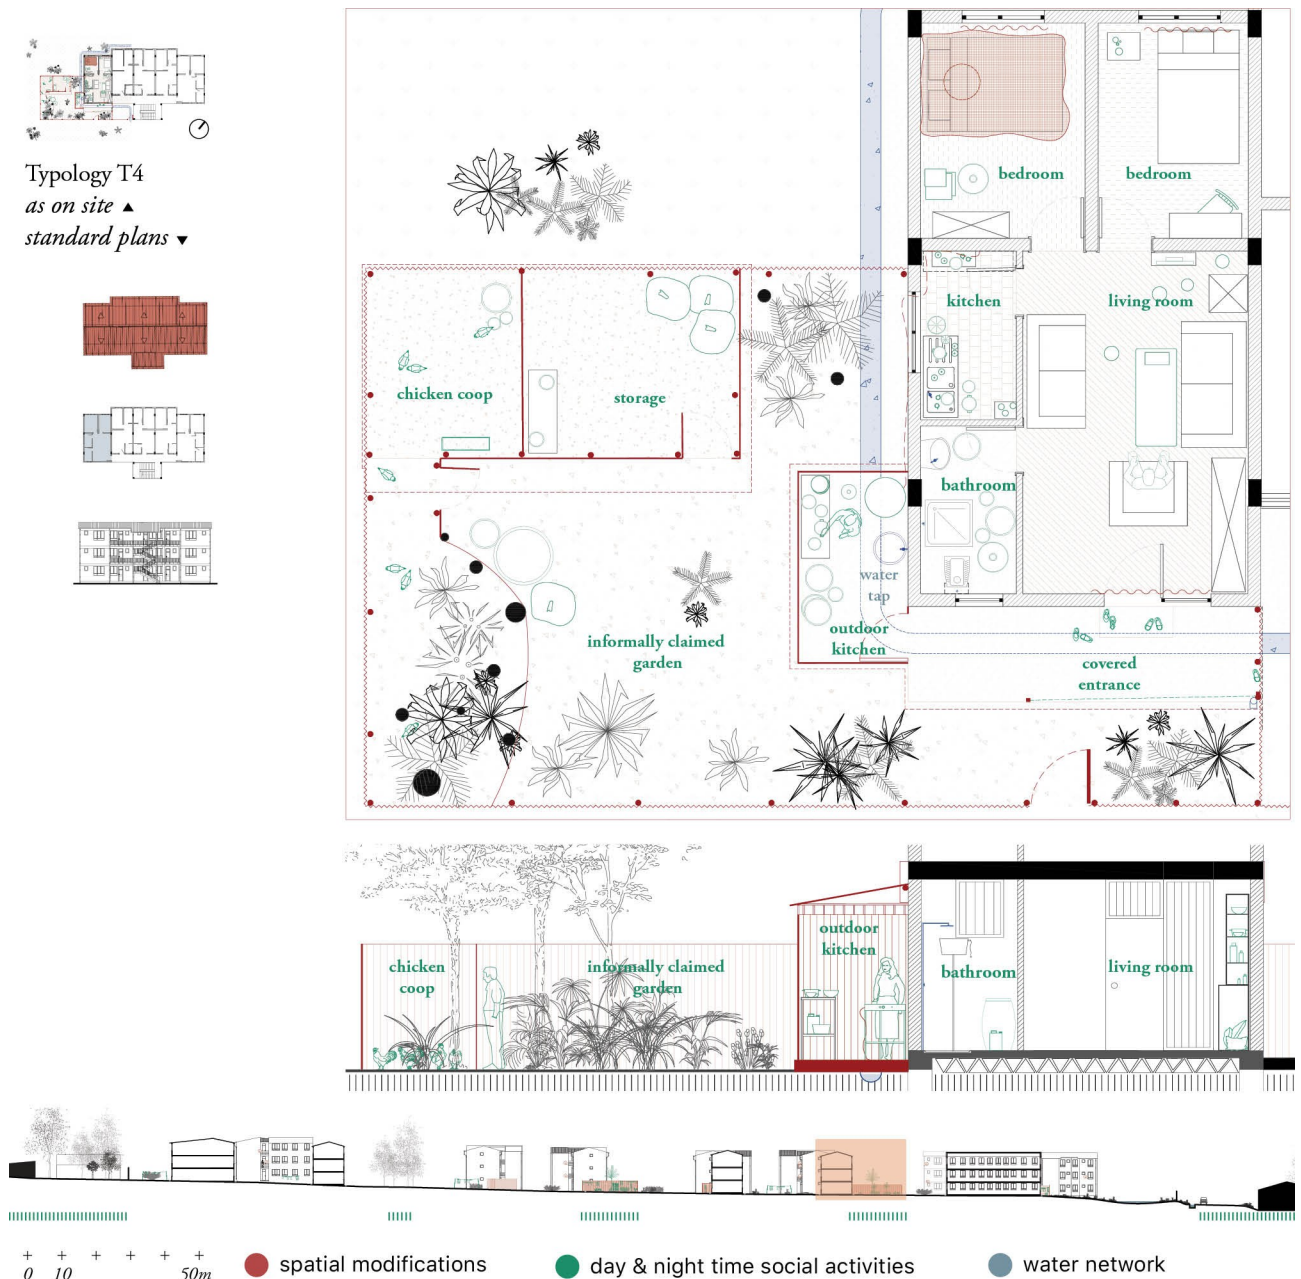 Typology T4
as on site ▲
standard plans ▼
bedroom
bedroom
kitchen
living room
chicken coop
storage
bathroom
water
tap
outdoor
kitchen
informally claimed
garden
covered
entrance
outdoor
kitchen
chicken
coop
informally claimed
garden
bathroom
living room
0 10 50m
spatial modifications
day & night time social activities
water network